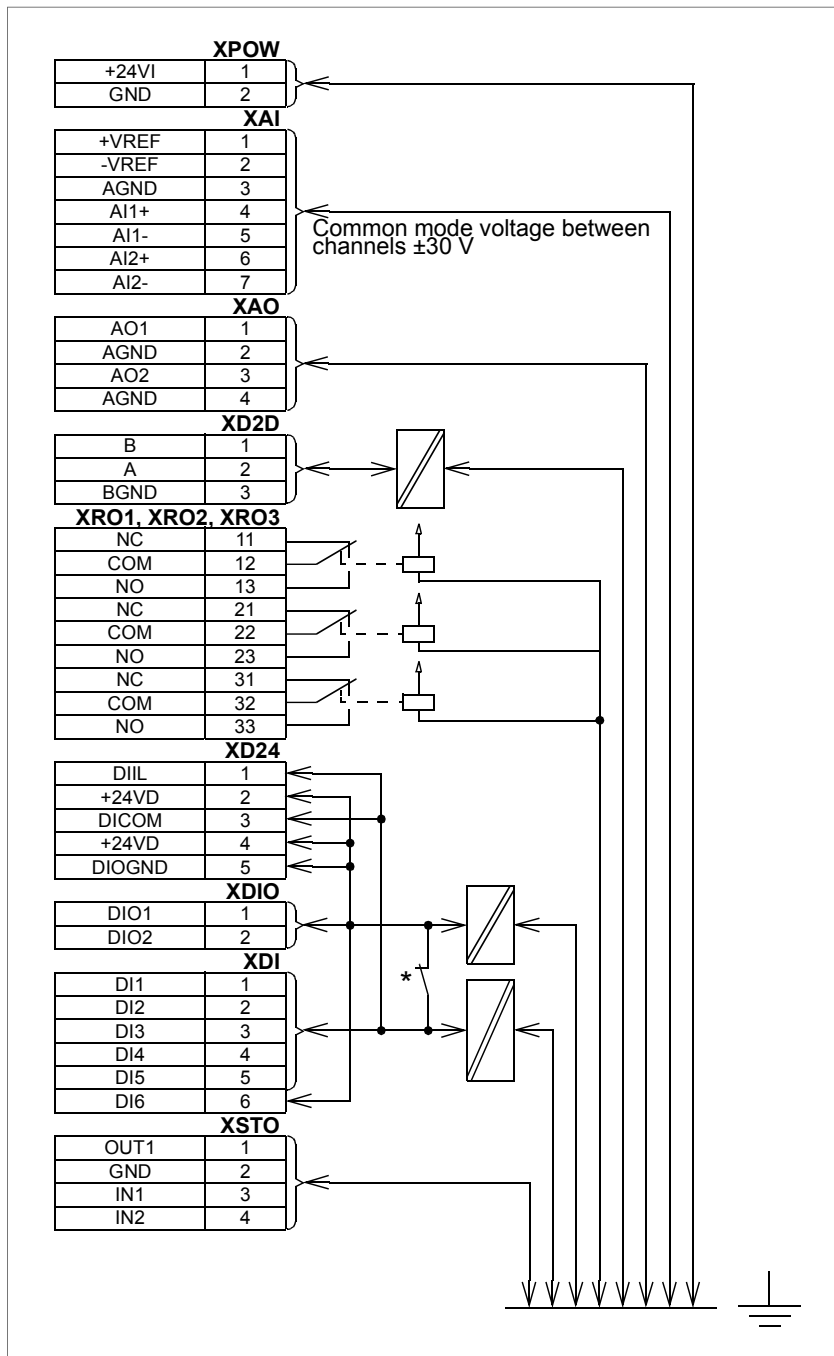 XPOW
+24VI 1
GND 2
XAI
+VREF 1
-VREF 2
AGND 3
AI1+ 4
AI1- 5
AI2+ 6
AI2- 7
Common mode voltage between
channels ±30 V
XAO
AO1 1
AGND 2
AO2 3
AGND 4
XD2D
B 1
A 2
BGND 3
XRO1, XRO2, XRO3
NC 11
COM 12
NO 13
NC 21
COM 22
NO 23
NC 31
COM 32
NO 33
XD24
DIIL 1
+24VD 2
DICOM 3
+24VD 4
DIOGND 5
XDIO
DIO1 1
DIO2 2
XDI
DI1 1
DI2 2
*
DI3 3
DI4 4
DI5 5
DI6 6
XSTO
OUT1 1
GND 2
IN1 3
IN2 4